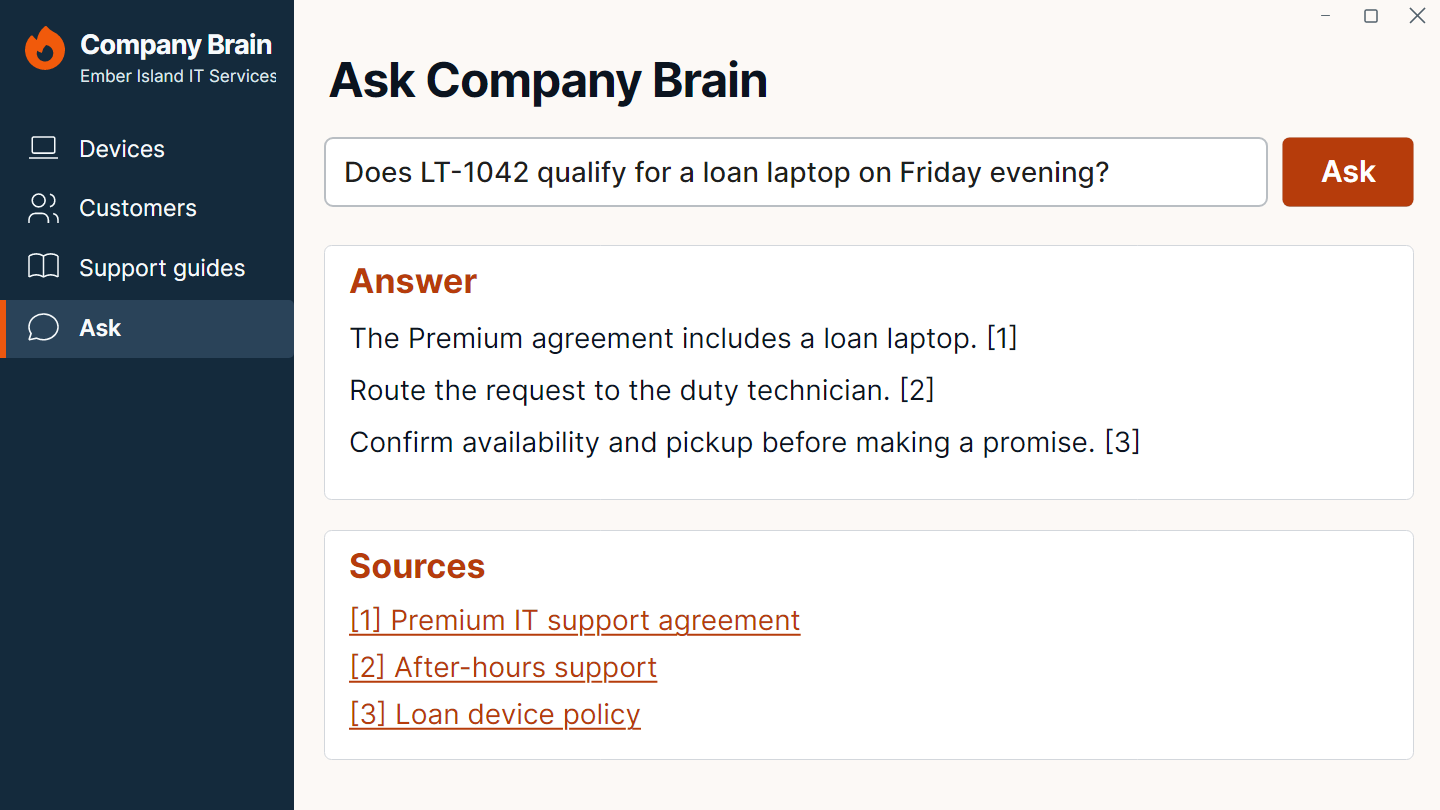 Company Brain
Ember Island IT Services
Devices
Customers
Support guides
Ask
Ask Company Brain
Does LT-1042 qualify for a loan laptop on Friday evening?
Ask
Answer
The Premium agreement includes a loan laptop. [1]
Route the request to the duty technician. [2]
Confirm availability and pickup before making a promise. [3]
Sources
[1] Premium IT support agreement
[2] After-hours support
[3] Loan device policy